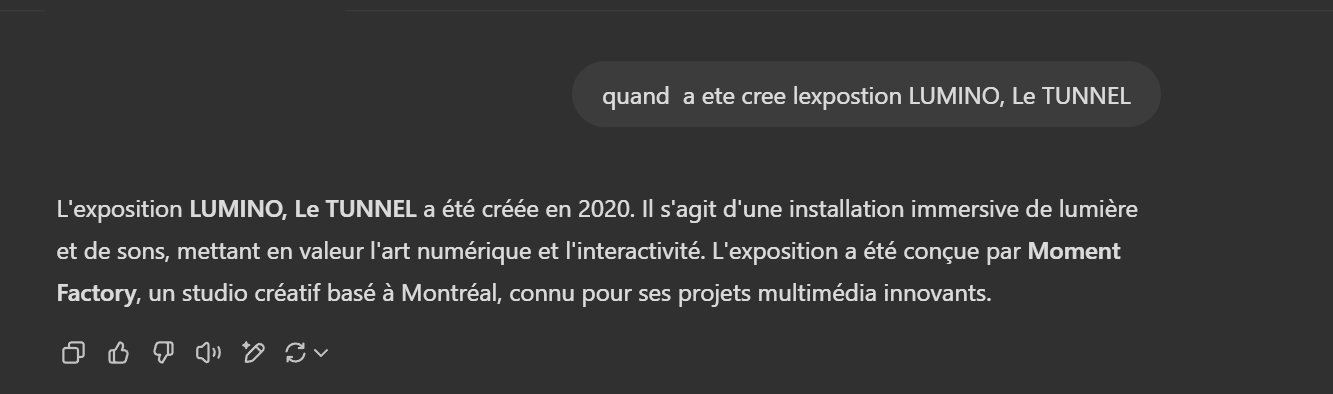 quand  a ete cree lexpostion LUMINO, Le TUNNEL
L'exposition LUMINO, Le TUNNEL a été créée en 2020. Il s'agit d'une installation immersive de lumière
et de sons, mettant en valeur l'art numérique et l'interactivité. L'exposition a été conçue par Moment
Factory, un studio créatif basé à Montréal, connu pour ses projets multimédia innovants.